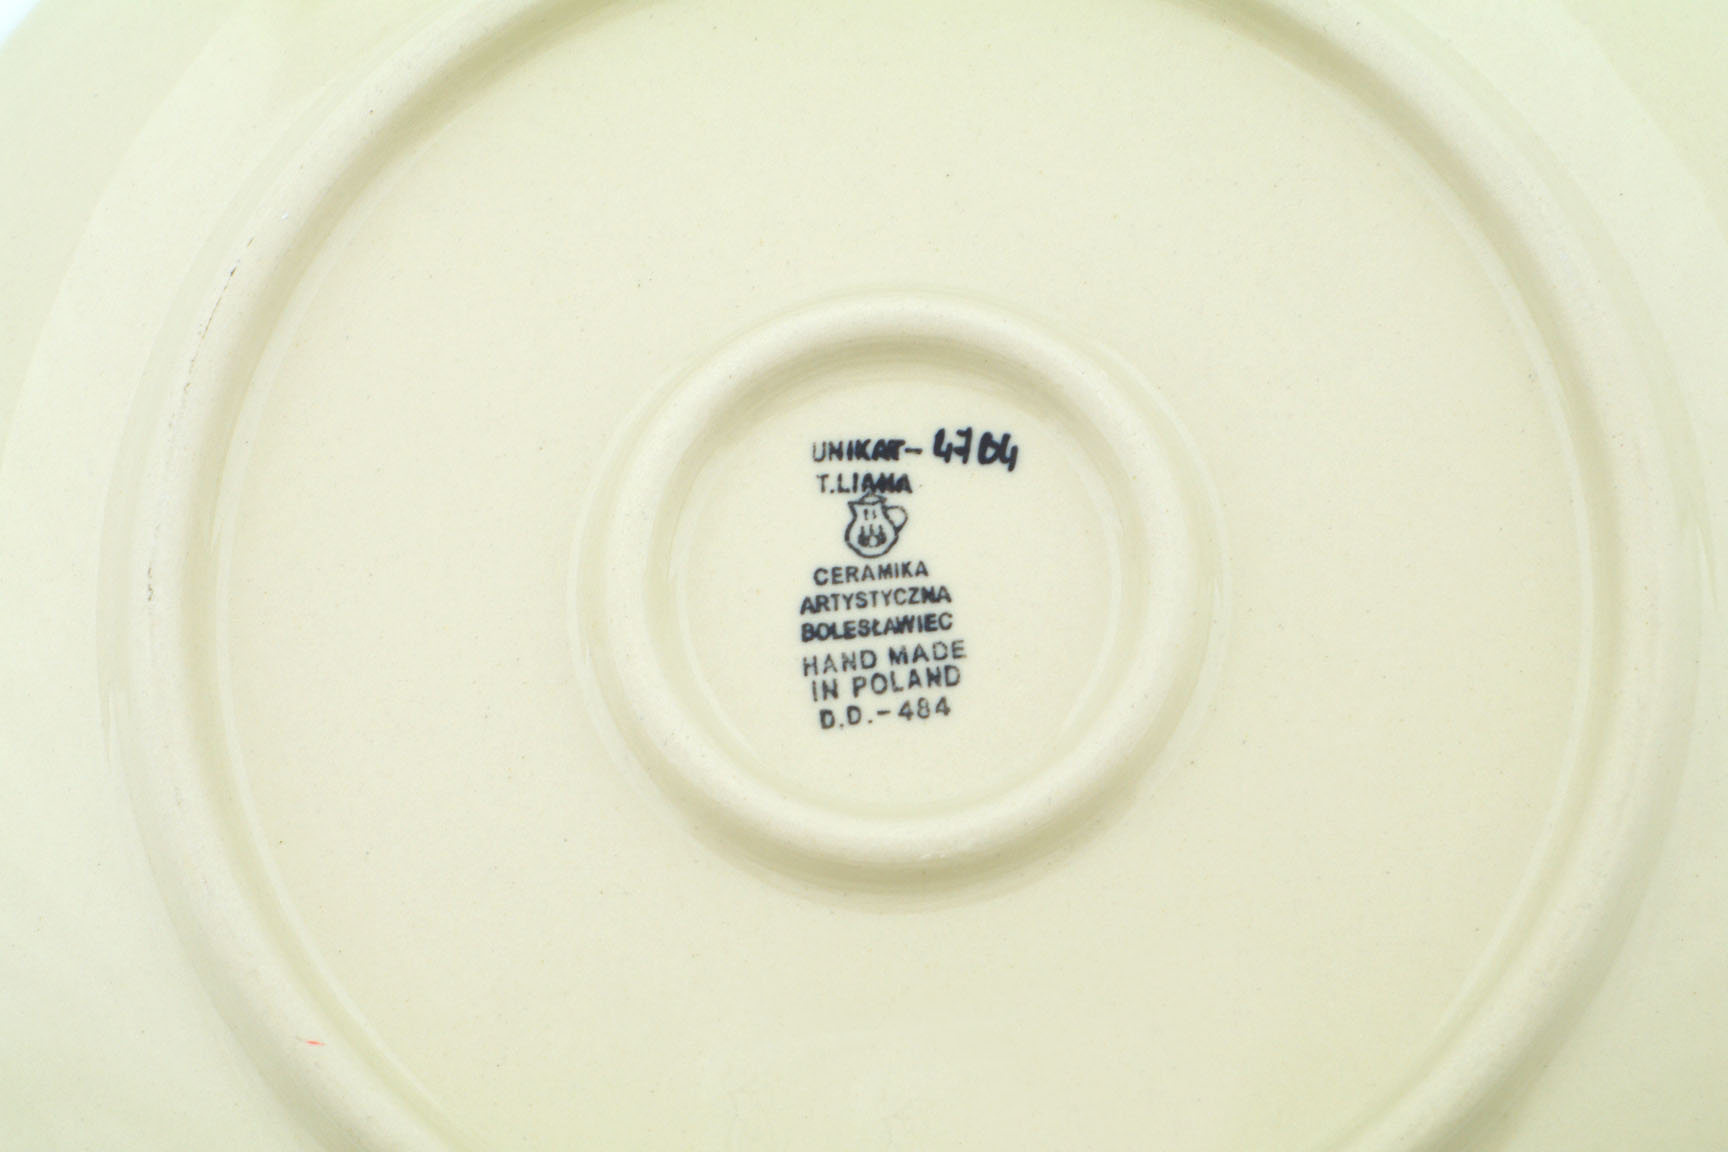 UNIKAT-4704
T.LIANA
CERAMIKA
ARTYSTYCZNA
BOLESŁAWIEC
HAND MADE
IN POLAND
D.D.-484